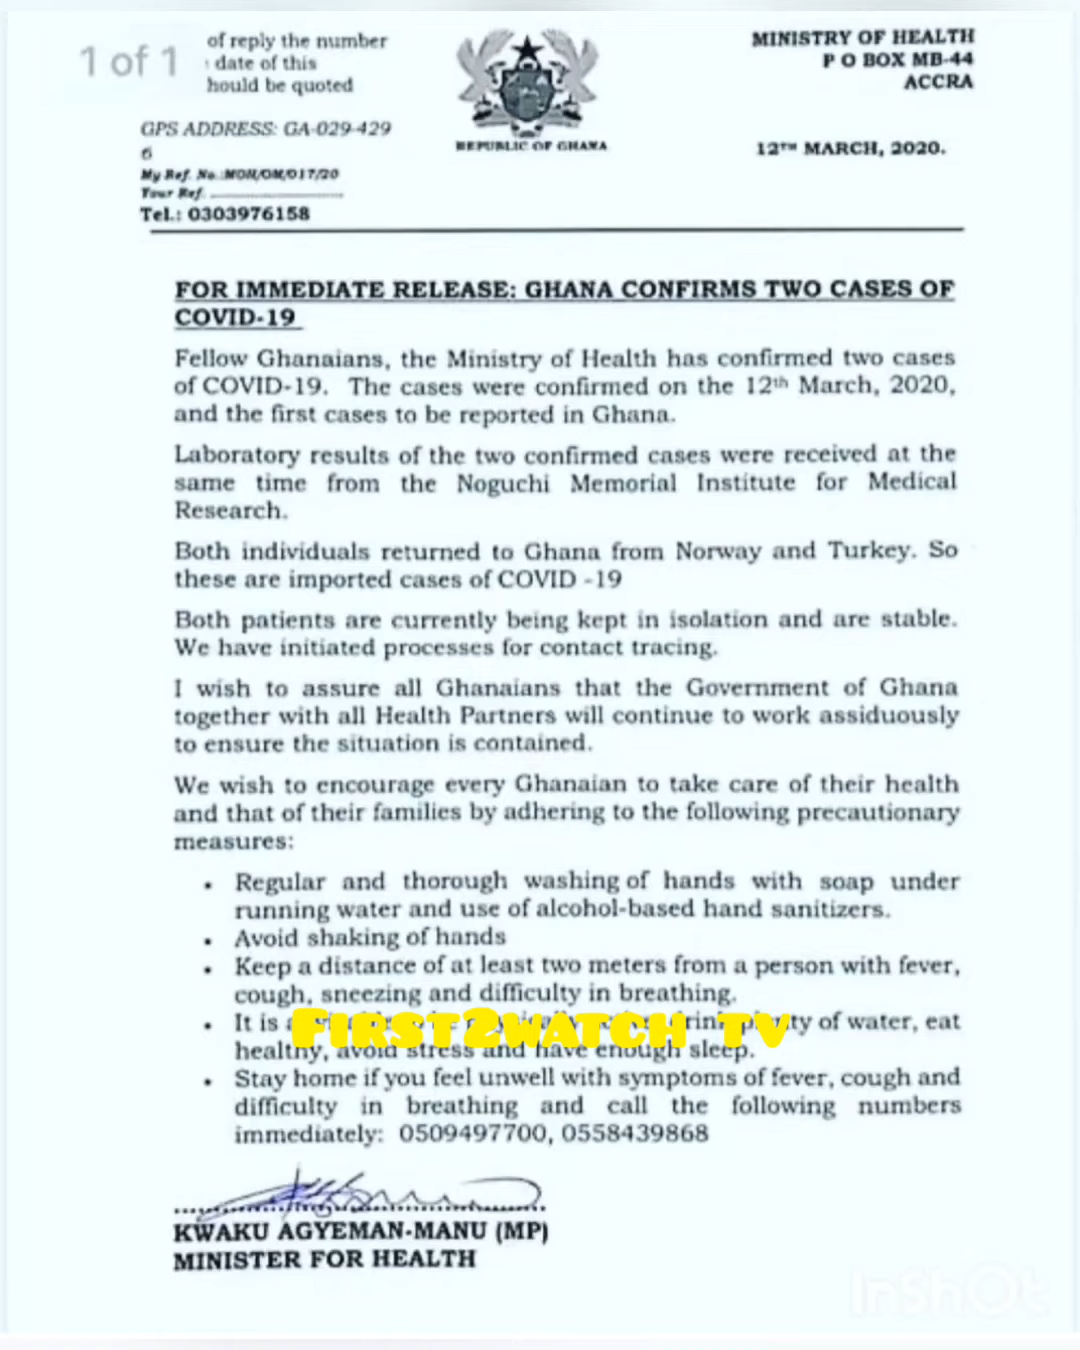 1 of 1
of reply the number
date of this
hould be quoted
REPUBLIC OF GHANA
MINISTRY OF HEALTH
P O BOX MB-44
ACCRA
GPS ADDRESS: GA-029-429
6
My Ref. No.:MOH/OM/017/20
Your Ref.
Tel.: 0303976158
12TH MARCH, 2020.
FOR IMMEDIATE RELEASE: GHANA CONFIRMS TWO CASES OF
COVID-19
Fellow Ghanaians, the Ministry of Health has confirmed two cases
of COVID-19. The cases were confirmed on the 12th March, 2020,
and the first cases to be reported in Ghana.
Laboratory results of the two confirmed cases were received at the
same time from the Noguchi Memorial Institute for Medical
Research.
Both individuals returned to Ghana from Norway and Turkey. So
these are imported cases of COVID -19
Both patients are currently being kept in isolation and are stable.
We have initiated processes for contact tracing.
I wish to assure all Ghanaians that the Government of Ghana
together with all Health Partners will continue to work assiduously
to ensure the situation is contained.
We wish to encourage every Ghanaian to take care of their health
and that of their families by adhering to the following precautionary
measures:
• Regular and thorough washing of hands with soap under
running water and use of alcohol-based hand sanitizers.
• Avoid shaking of hands
• Keep a distance of at least two meters from a person with fever,
cough, sneezing and difficulty in breathing.
• It is of water, eat
First2watch tv
healthy, avoid stress and have enough sleep.
• Stay home if you feel unwell with symptoms of fever, cough and
difficulty in breathing and call the following numbers
immediately: 0509497700, 0558439868
KWAKU AGYEMAN-MANU (MP)
MINISTER FOR HEALTH
InShOt